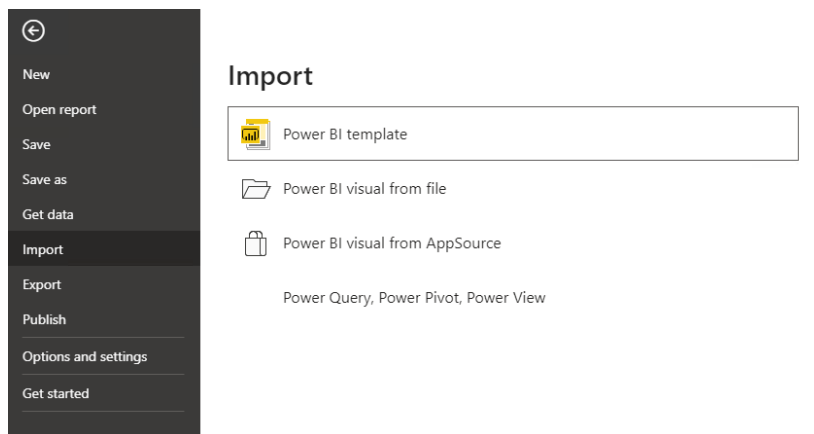 New
Open report
Save
Save as
Get data
Import
Export
Publish
Options and settings
Get started
Import
Power BI template
Power BI visual from file
Power BI visual from AppSource
Power Query, Power Pivot, Power View